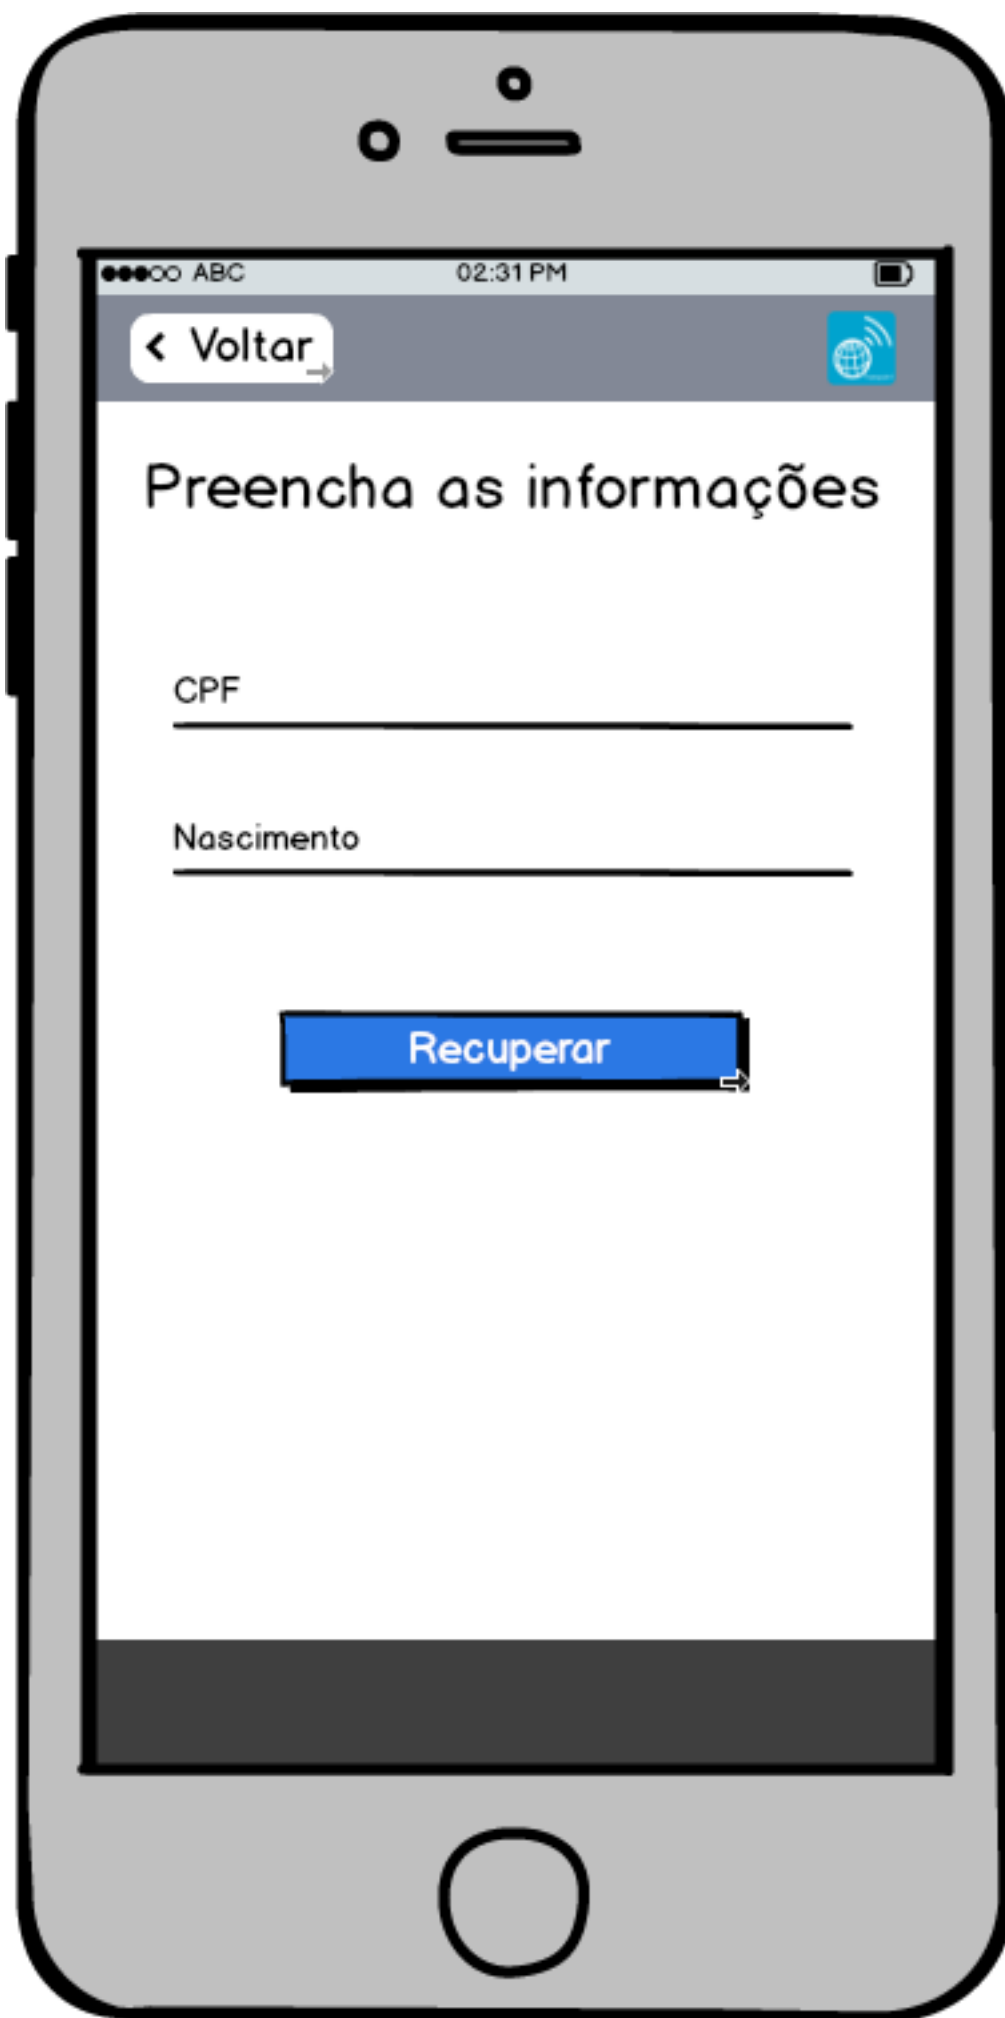 ABC 02:31 PM
< Voltar
Preencha as informações
CPF
Nascimento
Recuperar